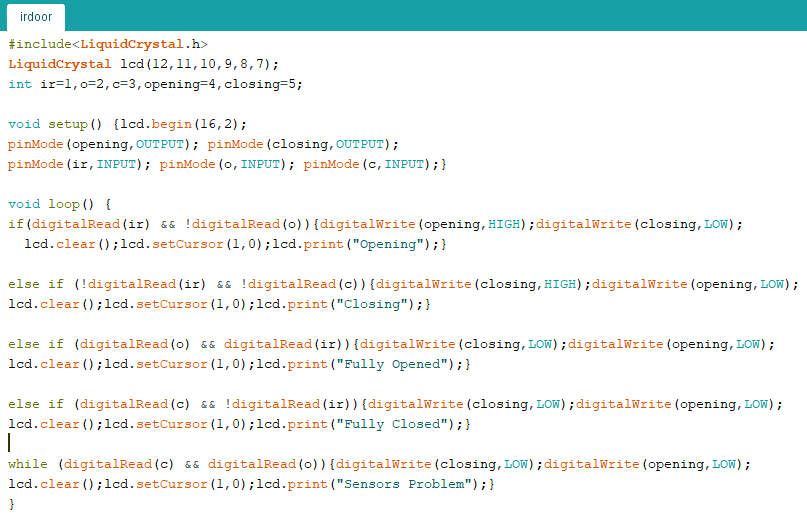 irdoor
#include<LiquidCrystal.h>
LiquidCrystal lcd(12,11,10,9,8,7);
int ir=1,o=2,c=3,opening=4,closing=5;
void setup() {lcd.begin(16,2);
pinMode(opening,OUTPUT); pinMode(closing,OUTPUT);
pinMode(ir,INPUT); pinMode(o,INPUT); pinMode(c,INPUT);}
void loop() {
if(digitalRead(ir) && !digitalRead(o)){digitalWrite(opening,HIGH);digitalWrite(closing,LOW);
lcd.clear();lcd.setCursor(1,0);lcd.print("Opening");}
else if (!digitalRead(ir) && !digitalRead(c)){digitalWrite(closing,HIGH);digitalWrite(opening,LOW);
lcd.clear();lcd.setCursor(1,0);lcd.print("Closing");}
else if (digitalRead(o) && digitalRead(ir)){digitalWrite(closing,LOW);digitalWrite(opening,LOW);
lcd.clear();lcd.setCursor(1,0);lcd.print("Fully Opened");}
else if (digitalRead(c) && !digitalRead(ir)){digitalWrite(closing,LOW);digitalWrite(opening,LOW);
lcd.clear();lcd.setCursor(1,0);lcd.print("Fully Closed");}
while (digitalRead(c) && digitalRead(o)){digitalWrite(closing,LOW);digitalWrite(opening,LOW);
lcd.clear();lcd.setCursor(1,0);lcd.print("Sensors Problem");}
}